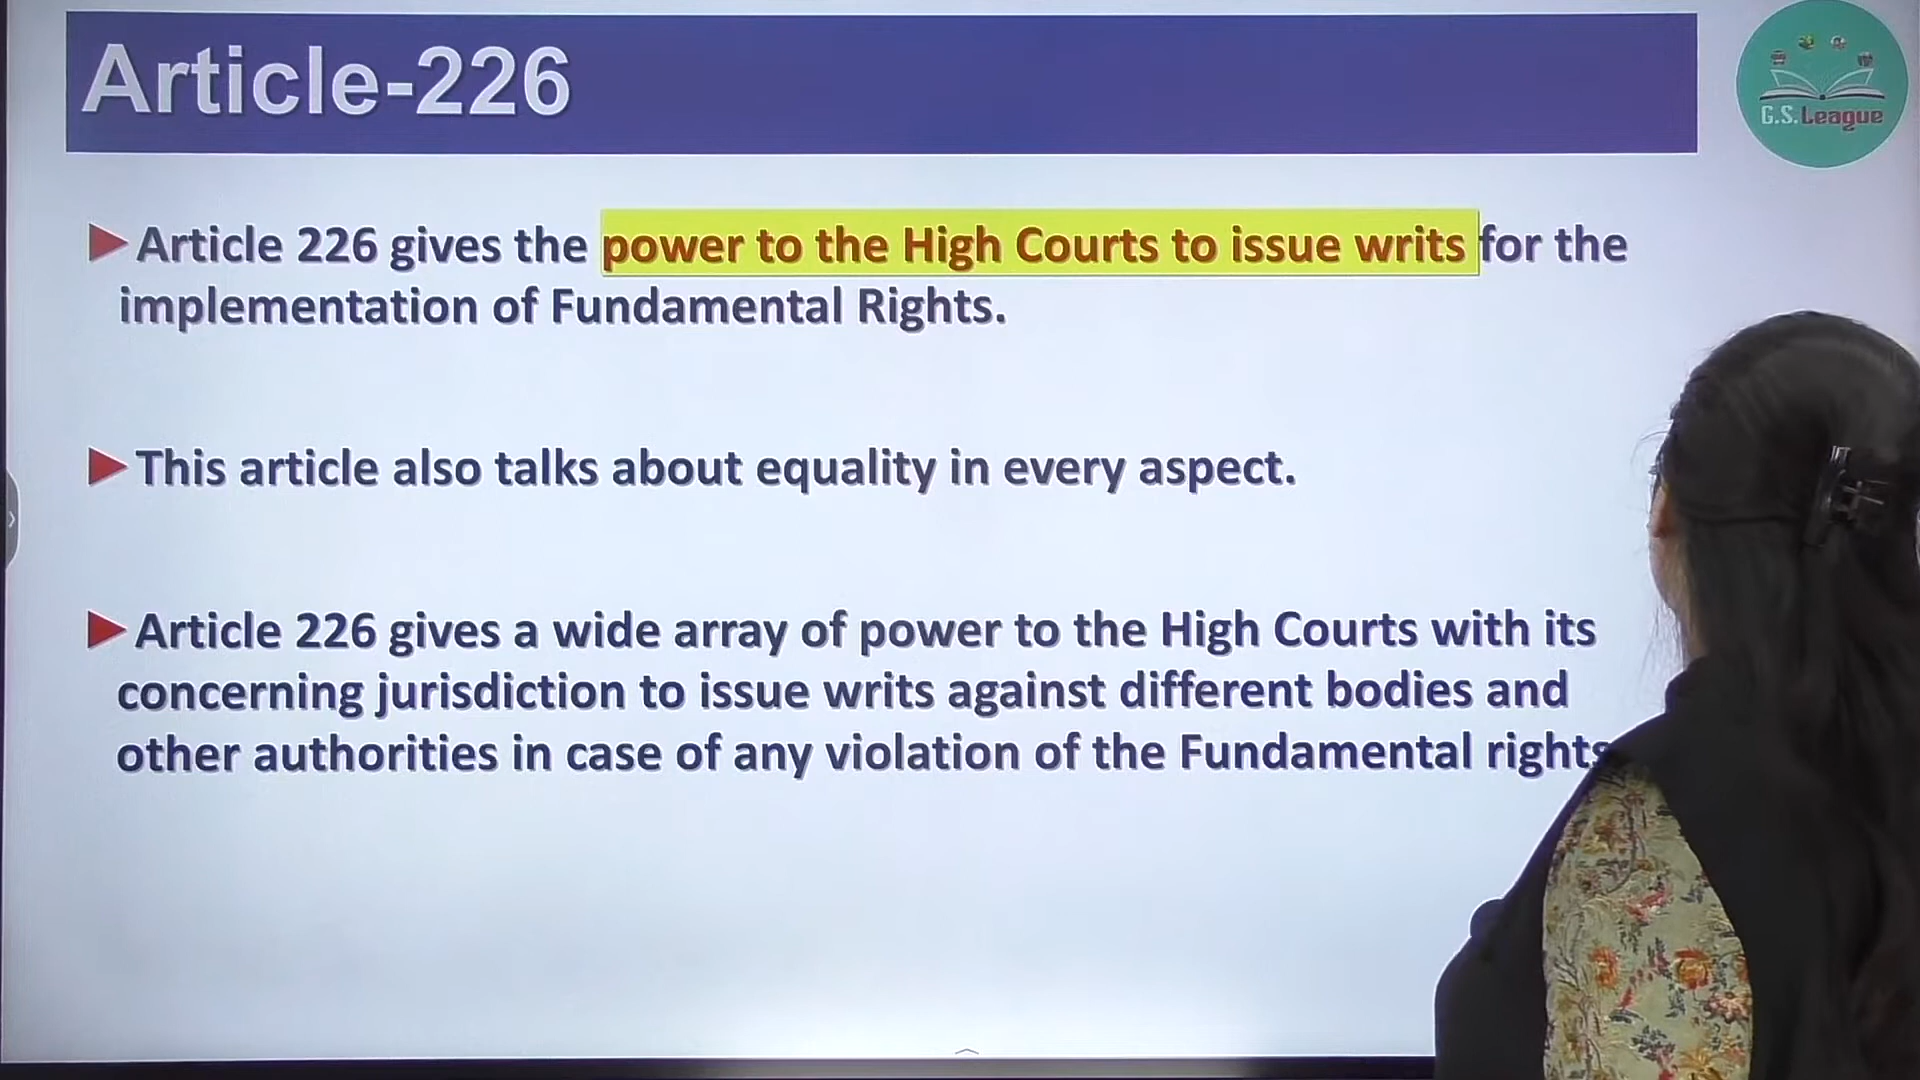 Article-226
G.S.League
Article 226 gives the power to the High Courts to issue writs for the
implementation of Fundamental Rights.
This article also talks about equality in every aspect.
Article 226 gives a wide array of power to the High Courts with its
concerning jurisdiction to issue writs against different bodies and
other authorities in case of any violation of the Fundamental rights